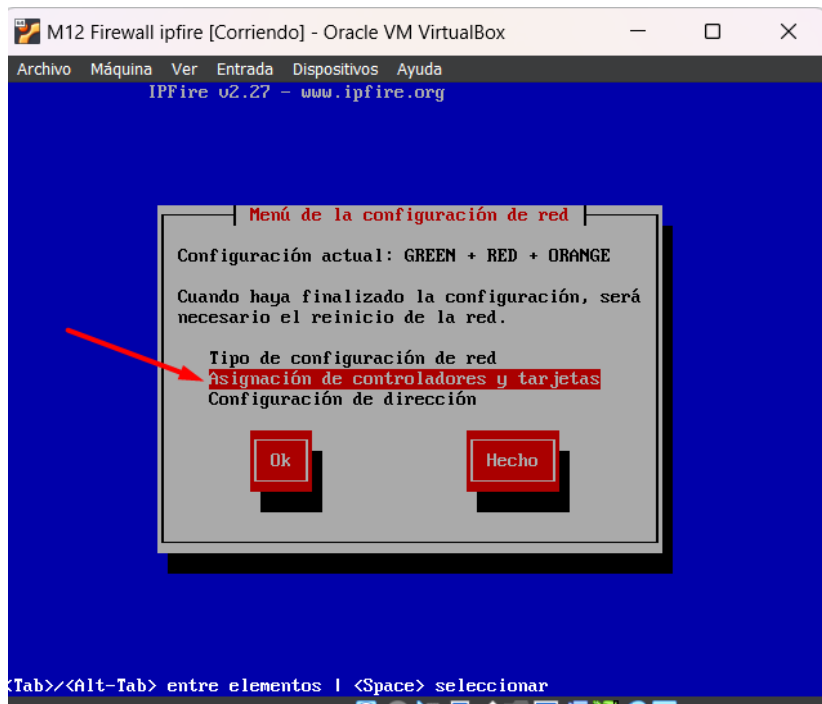 M12 Firewall ipfire [Corriendo] - Oracle VM VirtualBox
Archivo Máquina Ver Entrada Dispositivos Ayuda
IPFire v2.27 - www.ipfire.org
Menú de la configuración de red
Configuración actual: GREEN + RED + ORANGE
Cuando haya finalizado la configuración, será
necesario el reinicio de la red.
Tipo de configuración de red
Asignación de controladores y tarjetas
Configuración de dirección
Ok Hecho
<Tab>/<Alt-Tab> entre elementos | <Space> seleccionar